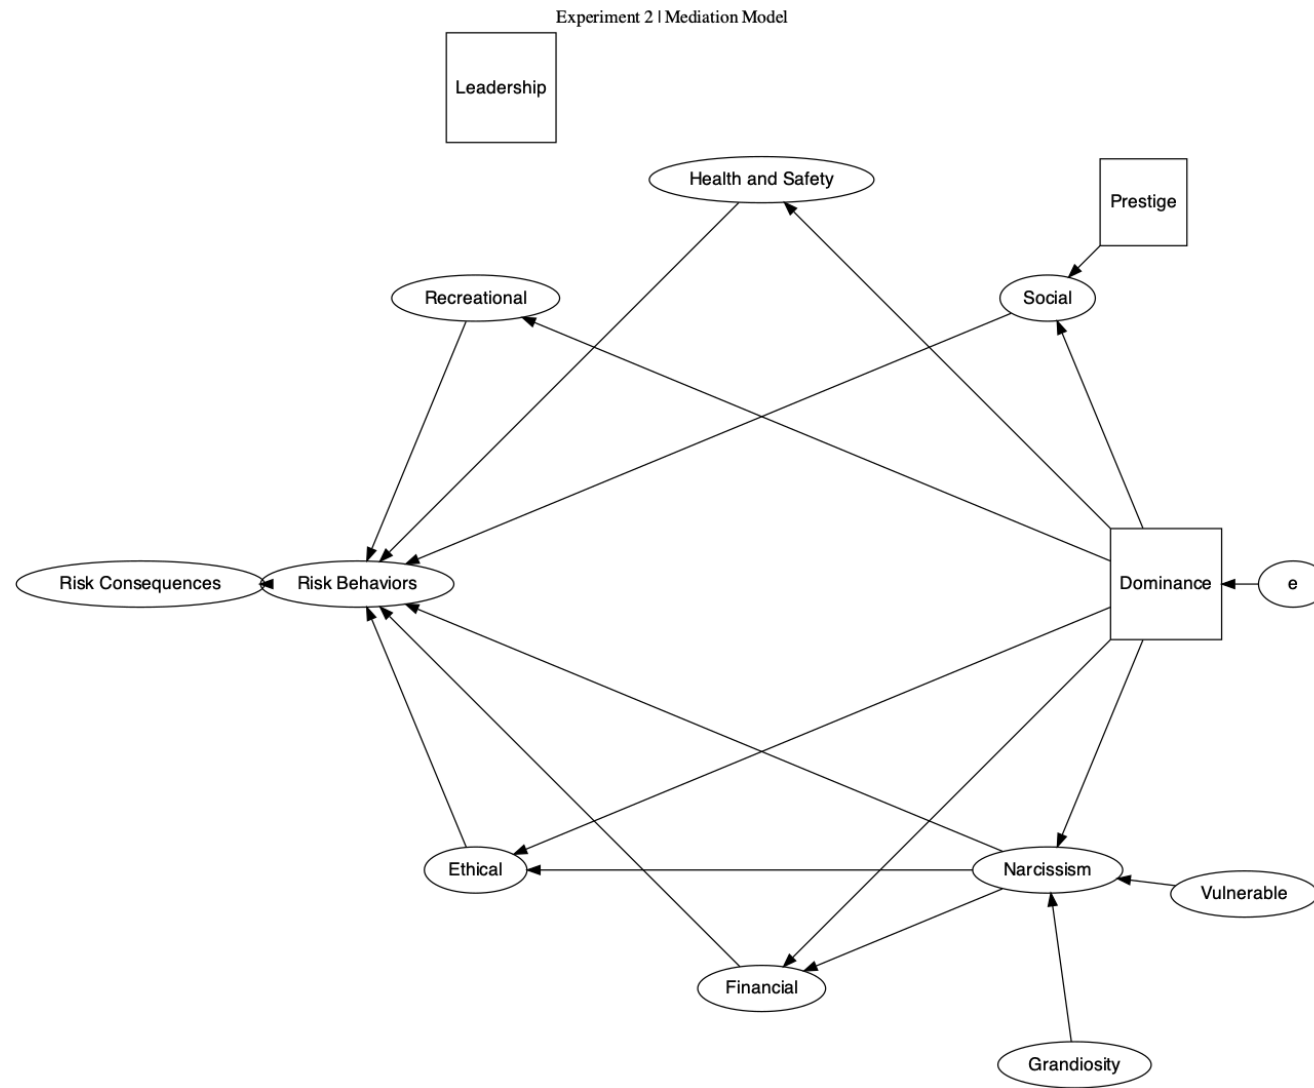 Experiment 2 | Mediation Model
Leadership
Health and Safety
Prestige
Recreational
Social
Risk Consequences
Risk Behaviors
Dominance
e
Ethical
Narcissism
Vulnerable
Financial
Grandiosity